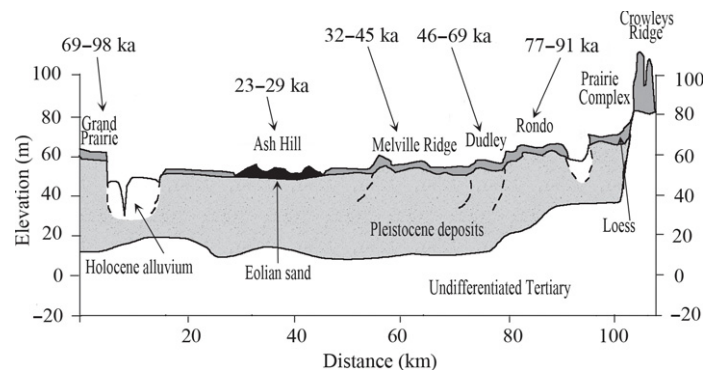 Crowleys
Ridge
69–98 ka
32–45 ka
46–69 ka
77–91 ka
23–29 ka
Prairie
Complex
Grand
Prairie
Ash Hill
Melville Ridge
Dudley
Rondo
100
80
60
40
20
0
−20
Elevation (m)
100
80
60
40
20
0
−20
Pleistocene deposits
Loess
Holocene alluvium
Eolian sand
Undifferentiated Tertiary
20
40
60
80
100
Distance (km)